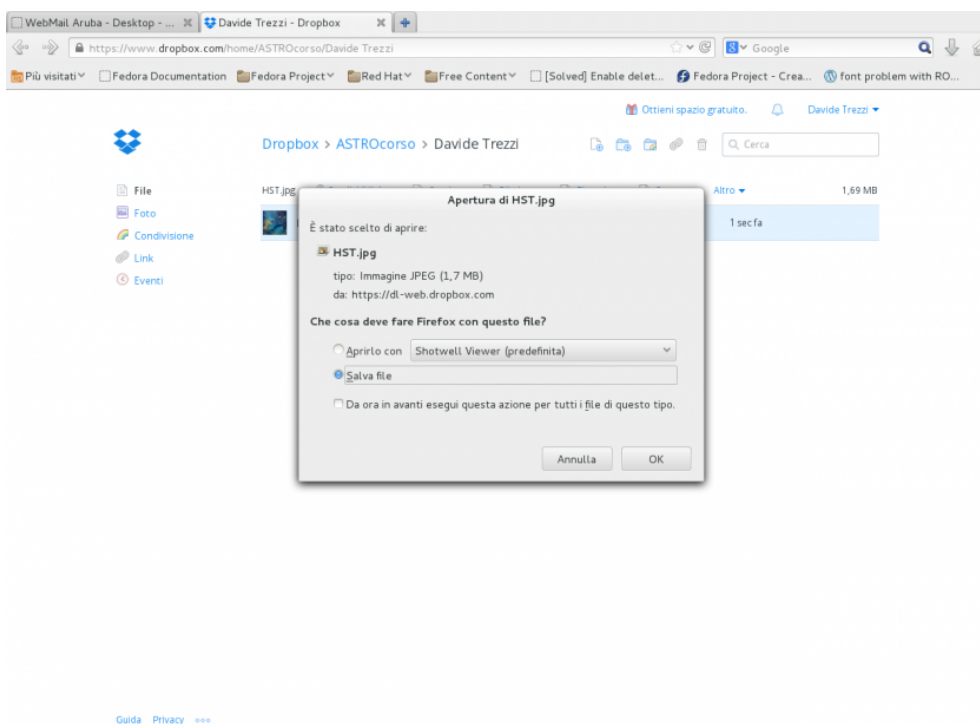 WebMail Aruba - Desktop - ...
Davide Trezzi - Dropbox
https://www.dropbox.com/home/ASTROcorso/Davide Trezzi
Google
Più visitati
Fedora Documentation
Fedora Project
Red Hat
Free Content
[Solved] Enable delet...
Fedora Project - Crea...
font problem with RO...
Ottieni spazio gratuito.
Davide Trezzi
Dropbox > ASTROcorso > Davide Trezzi
Cerca
File
Foto
Condivisione
Link
Eventi
HST.jpg
Altro
1,69 MB
1 sec fa
Apertura di HST.jpg
È stato scelto di aprire:
HST.jpg
tipo: Immagine JPEG (1,7 MB)
da: https://dl-web.dropbox.com
Che cosa deve fare Firefox con questo file?
Aprirlo con
Shotwell Viewer (predefinita)
Salva file
Da ora in avanti esegui questa azione per tutti i file di questo tipo.
Annulla
OK
Guida
Privacy